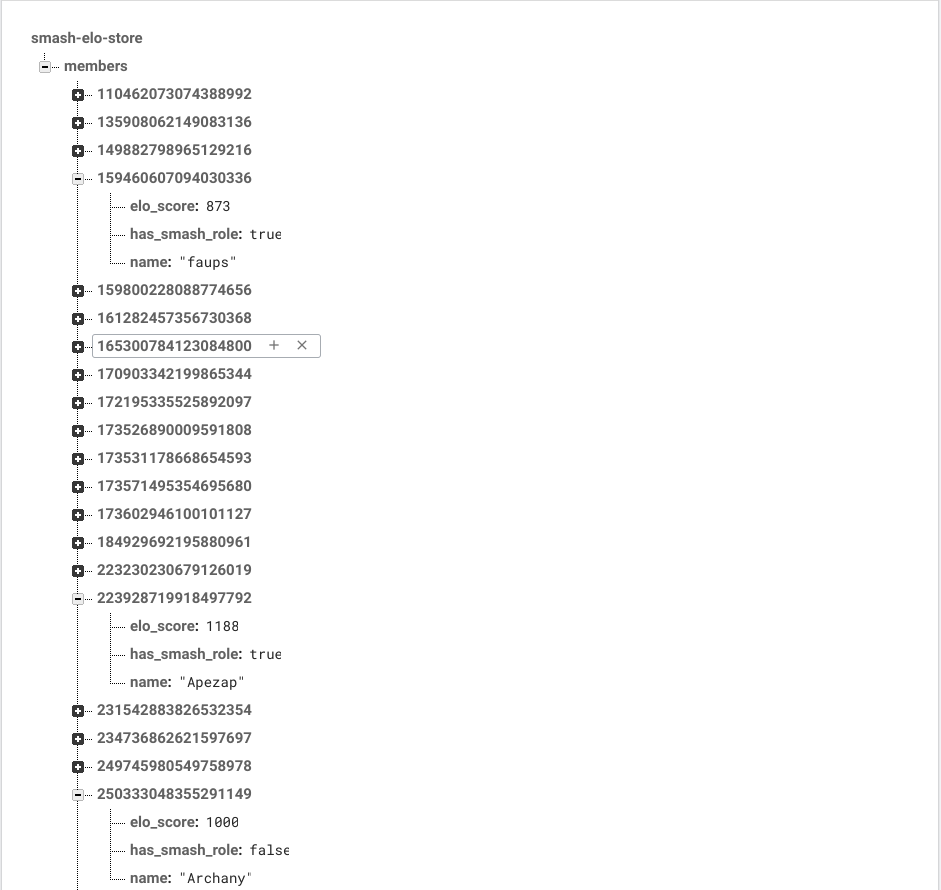 smash-elo-store
members
110462073074388992
135908062149083136
149882798965129216
159460607094030336
elo_score: 873
has_smash_role: true
name: "faups"
159800228088774656
161282457356730368
165300784123084800 + ×
170903342199865344
172195335525892097
173526890009591808
173531178668654593
173571495354695680
173602946100101127
184929692195880961
223230230679126019
223928719918497792
elo_score: 1188
has_smash_role: true
name: "Apezap"
231542883826532354
234736862621597697
249745980549758978
250333048355291149
elo_score: 1000
has_smash_role: false
name: "Archany"